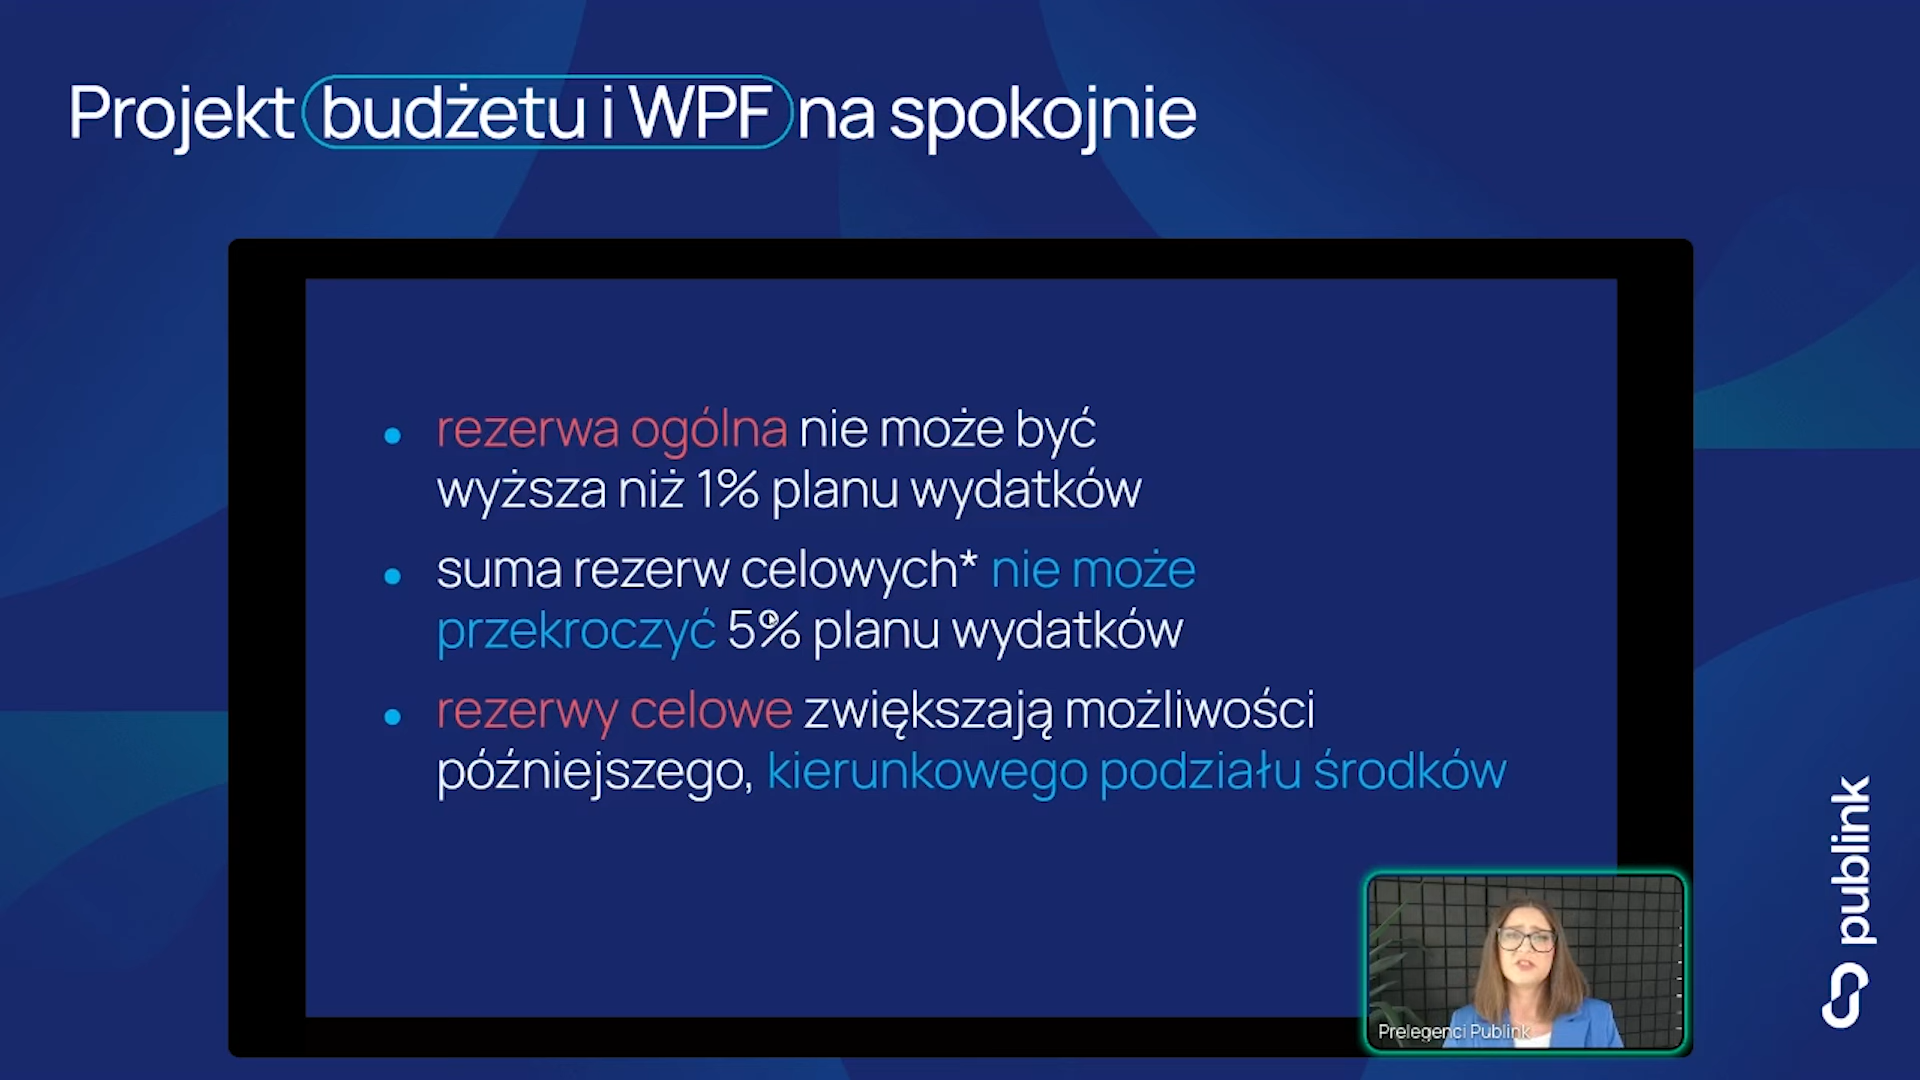 Projekt budżetu i WPF na spokojnie
rezerwa ogólna nie może być
wyższa niż 1% planu wydatków
suma rezerw celowych* nie może
przekroczyć 5% planu wydatków
rezerwy celowe zwiększają możliwości
późniejszego, kierunkowego podziału środków
Prelegenci Publink
publink